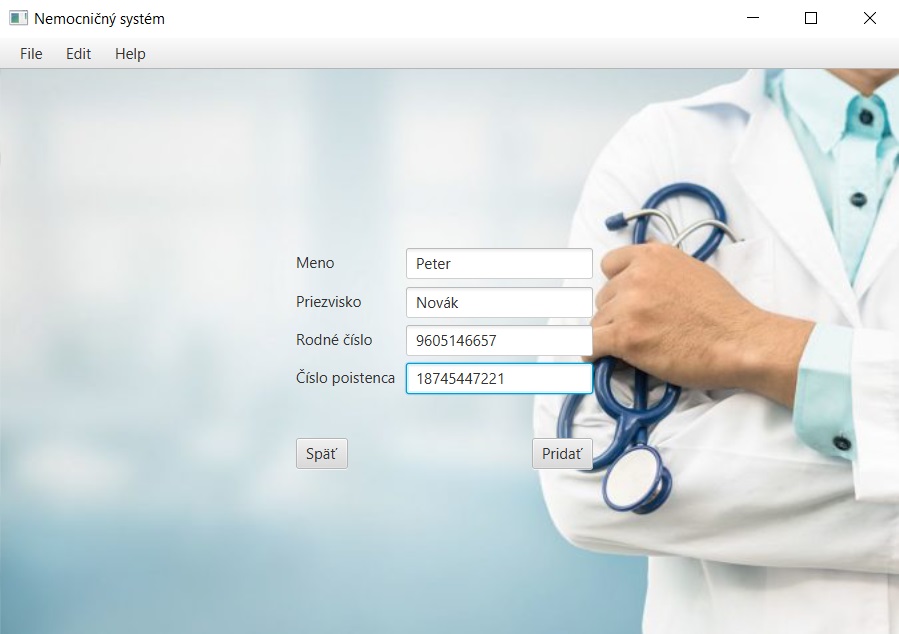 Nemocničný systém
File Edit Help
Meno Peter
Priezvisko Novák
Rodné číslo 9605146657
Číslo poistenca 18745447221
Späť Pridať